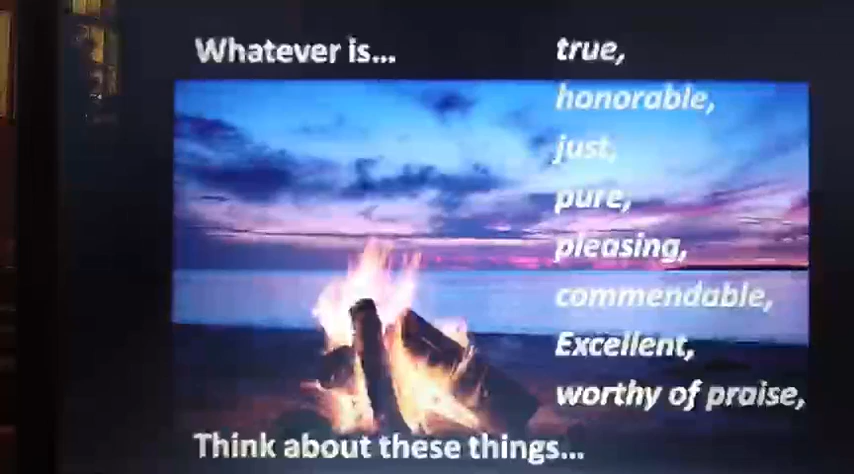 Whatever is...
true,
honorable,
just,
pure,
pleasing,
commendable,
Excellent,
worthy of praise,
Think about these things...